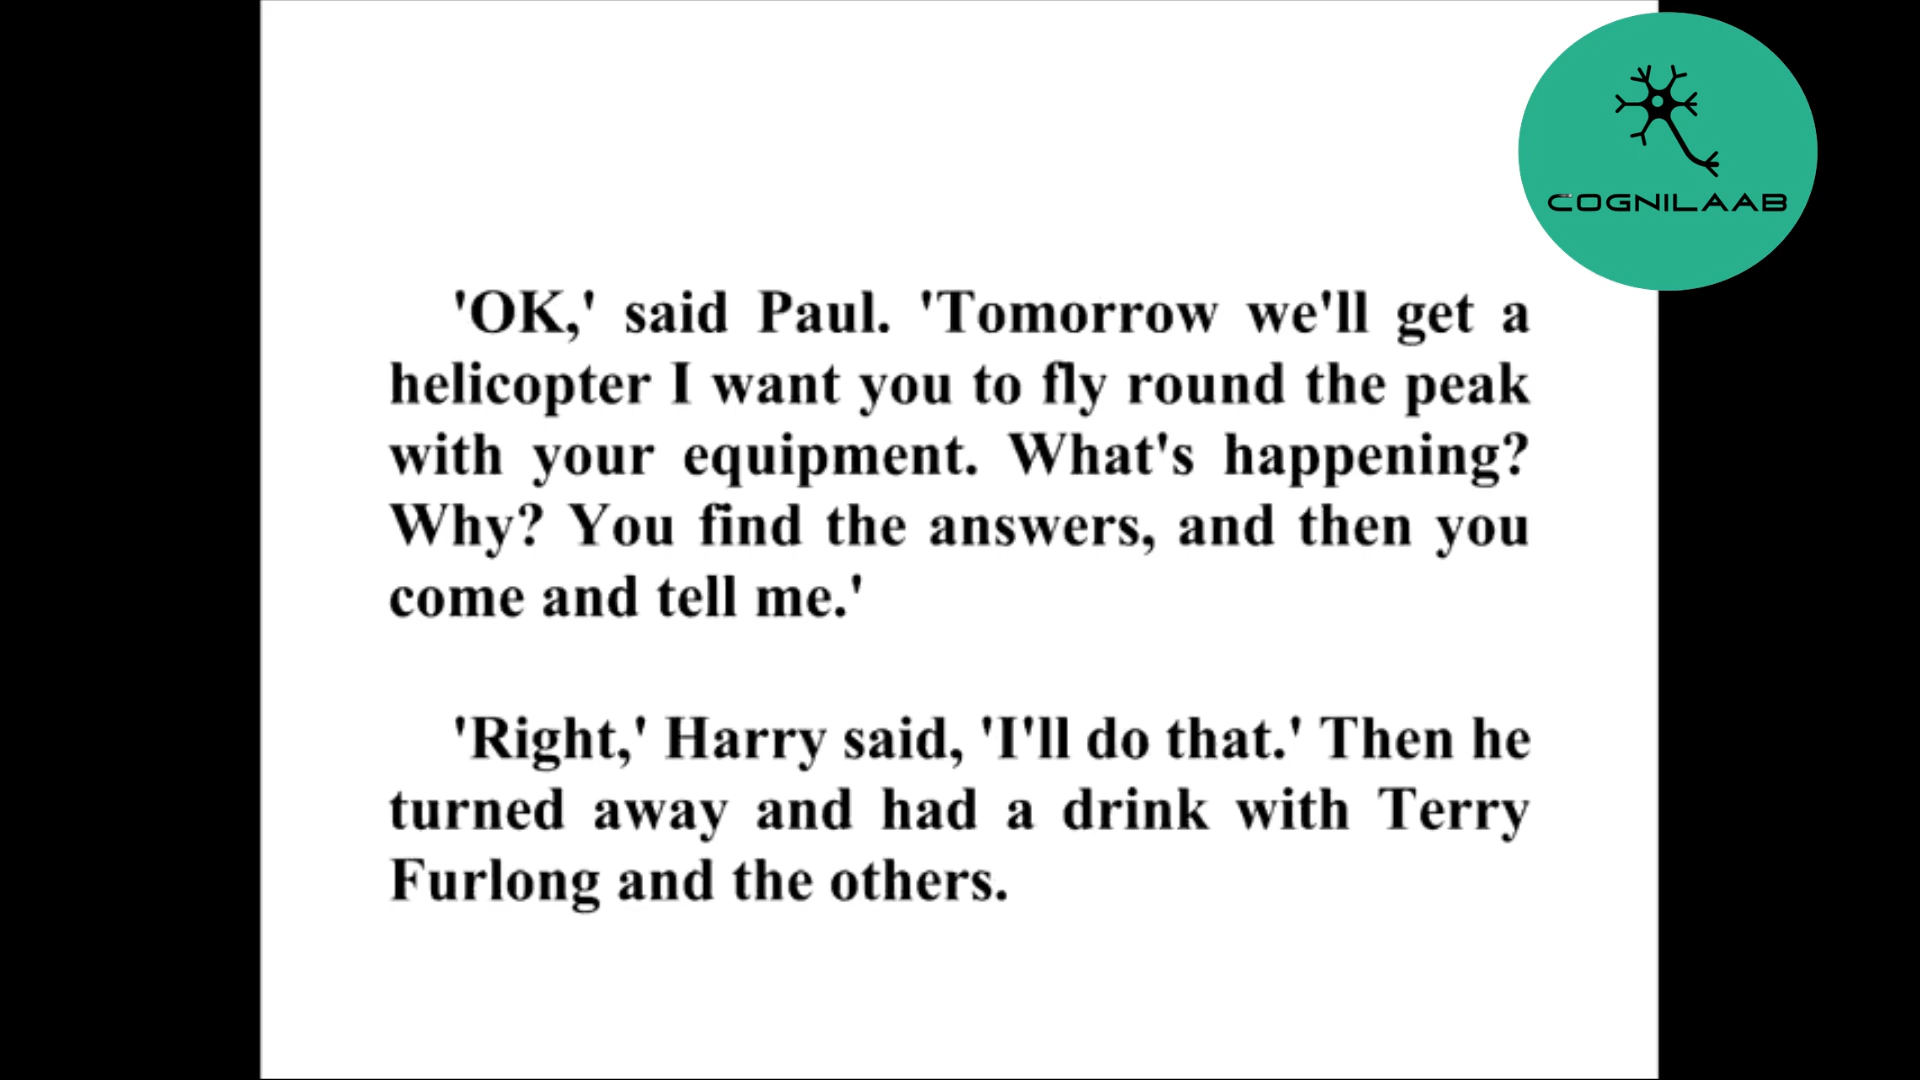 COGNILAAB
'OK,' said Paul. 'Tomorrow we'll get a
helicopter I want you to fly round the peak
with your equipment. What's happening?
Why? You find the answers, and then you
come and tell me.'
'Right,' Harry said, 'I'll do that.' Then he
turned away and had a drink with Terry
Furlong and the others.